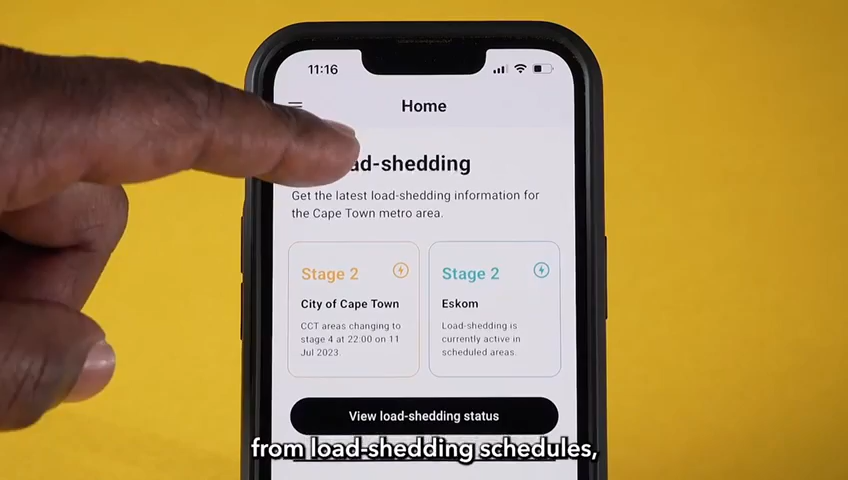 11:16
Home
ad-shedding
Get the latest load-shedding information for
the Cape Town metro area.
Stage 2
City of Cape Town
CCT areas changing to
stage 4 at 22:00 on 11
Jul 2023
Stage 2
Eskom
Load-shedding is
currently active in
scheduled areas.
View load-shedding status
from load-shedding schedules,